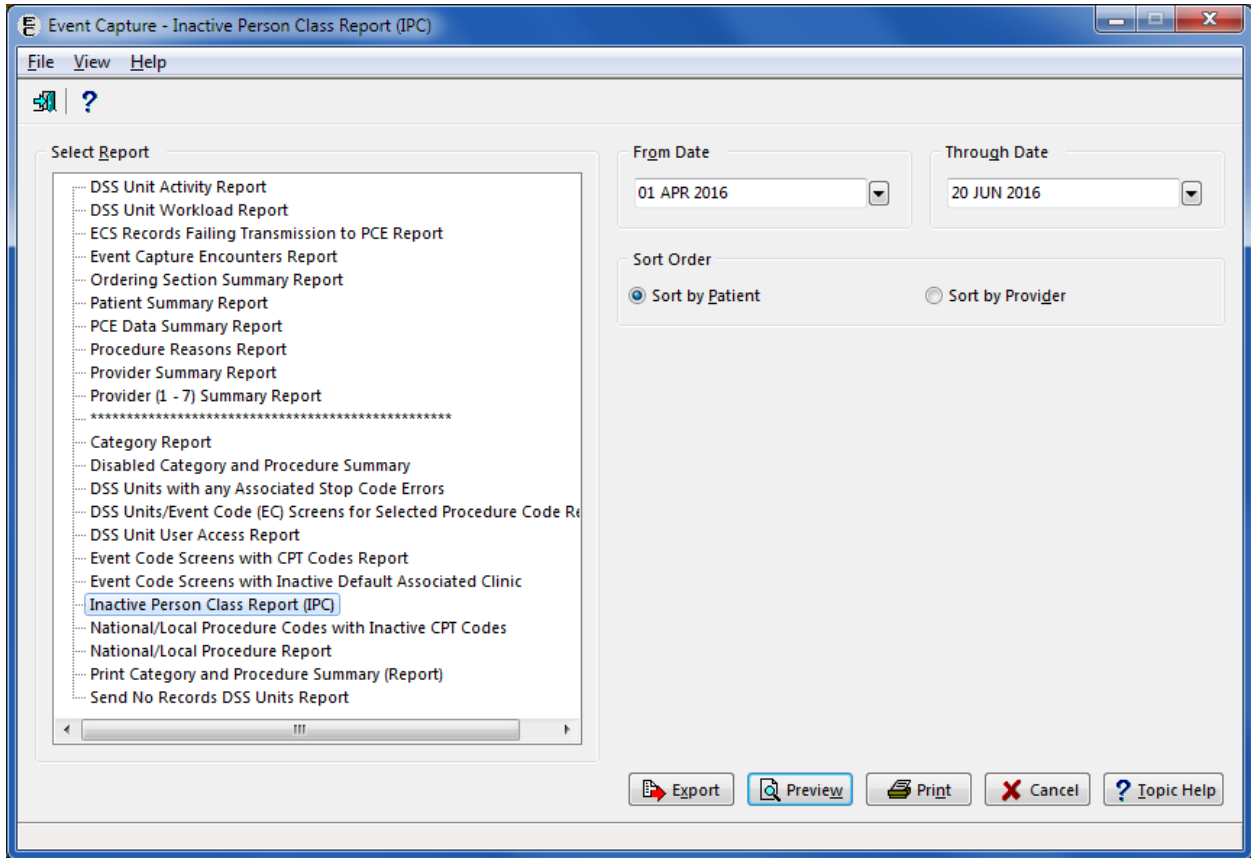 Event Capture - Inactive Person Class Report (IPC)
File View Help
Select Report
DSS Unit Activity Report
DSS Unit Workload Report
ECS Records Failing Transmission to PCE Report
Event Capture Encounters Report
Ordering Section Summary Report
Patient Summary Report
PCE Data Summary Report
Procedure Reasons Report
Provider Summary Report
Provider (1 - 7) Summary Report
**************************************************
Category Report
Disabled Category and Procedure Summary
DSS Units with any Associated Stop Code Errors
DSS Units/Event Code (EC) Screens for Selected Procedure Code Re
DSS Unit User Access Report
Event Code Screens with CPT Codes Report
Event Code Screens with Inactive Default Associated Clinic
Inactive Person Class Report (IPC)
National/Local Procedure Codes with Inactive CPT Codes
National/Local Procedure Report
Print Category and Procedure Summary (Report)
Send No Records DSS Units Report
From Date
01 APR 2016
Through Date
20 JUN 2016
Sort Order
Sort by Patient
Sort by Provider
Export
Preview
Print
Cancel
? Topic Help